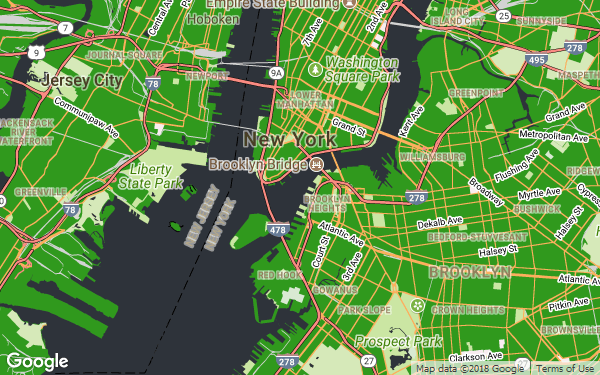 Empire State Building
Hoboken
Central Ave
7th Ave
2nd Ave
LONG
ISLAND CITY
25
SUNNYSIDE
7
9
JOURNAL SQUARE
278
495
MASPETH
Washington
Square Park
Jersey City
NEWPORT
78
9A
LOWER
MANHATTAN
GREENPOINT
Communipaw Ave
Kent Ave
Grand Ave
HACKENSACK
RIVER
WATERFRONT
New York
Grand St
Metropolitan Ave
Brooklyn Bridge
WILLIAMSBURG
Flushing Ave
Liberty
State Park
GREENVILLE
Broadway
Myrtle Ave
BROOKLYN
HEIGHTS
278
BUSHWICK
78
478
Atlantic Ave
Dekalb Ave
BEDFORD-STUYVESANT
Halsey St
Halsey St
Court St
3rd Ave
RED HOOK
GOWANUS
BROOKLYN
Atlantic Ave
PARK SLOPE
CROWN HEIGHTS
Pitkin Ave
BROWNSVILLE
Prospect Park
278
27
Clarkson Ave
27
Google
Map data ©2018 Google
Terms of Use